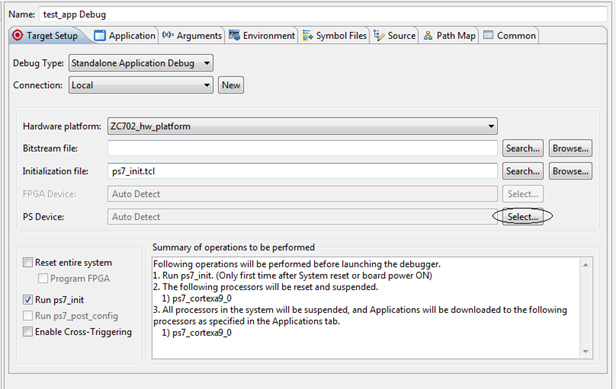 Name: test_app Debug
Target Setup Application (x)= Arguments Environment Symbol Files Source Path Map Common
Debug Type: Standalone Application Debug
Connection: Local New
Hardware platform: ZC702_hw_platform
Bitstream file: Search... Browse...
Initialization file: ps7_init.tcl Search... Browse...
FPGA Device: Auto Detect Select...
PS Device: Auto Detect Select...
Reset entire system
Program FPGA
Run ps7_init
Run ps7_post_config
Enable Cross-Triggering
Summary of operations to be performed
Following operations will be performed before launching the debugger.
1. Run ps7_init. (Only first time after System reset or board power ON)
2. The following processors will be reset and suspended.
1) ps7_cortexa9_0
3. All processors in the system will be suspended, and Applications will be downloaded to the following
processors as specified in the Applications tab.
1) ps7_cortexa9_0